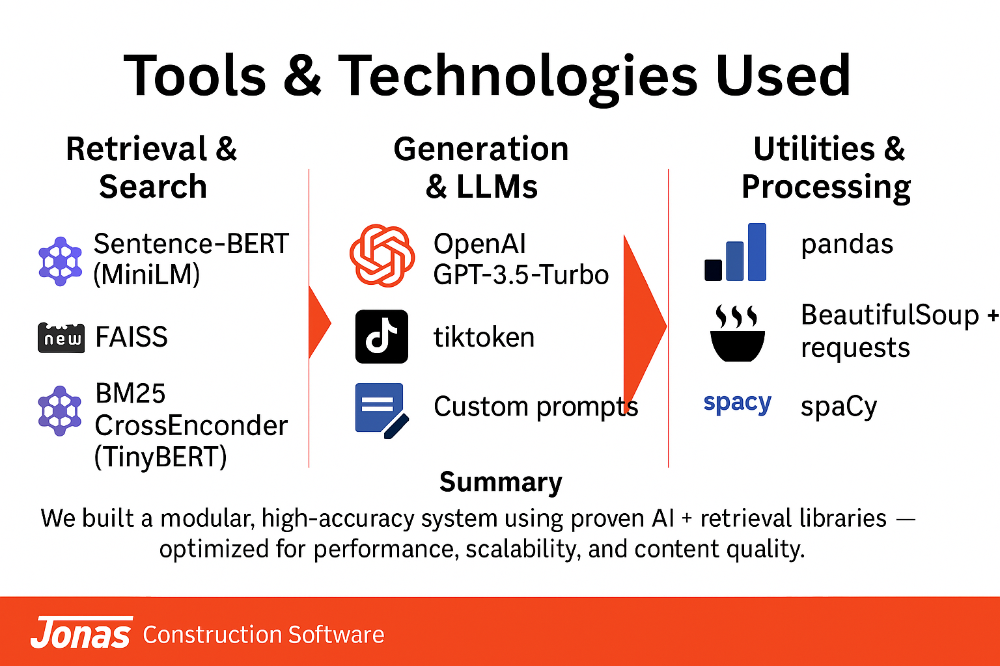 Tools & Technologies Used
Retrieval &
Search
Sentence-BERT
(MiniLM)
new
FAISS
BM25
CrossEnconder
(TinyBERT)
Generation
& LLMs
OpenAI
GPT-3.5-Turbo
tiktoken
Custom prompts
Utilities &
Processing
pandas
BeautifulSoup +
requests
spacy
spaCy
Summary
We built a modular, high-accuracy system using proven AI + retrieval libraries —
optimized for performance, scalability, and content quality.
Jonas Construction Software